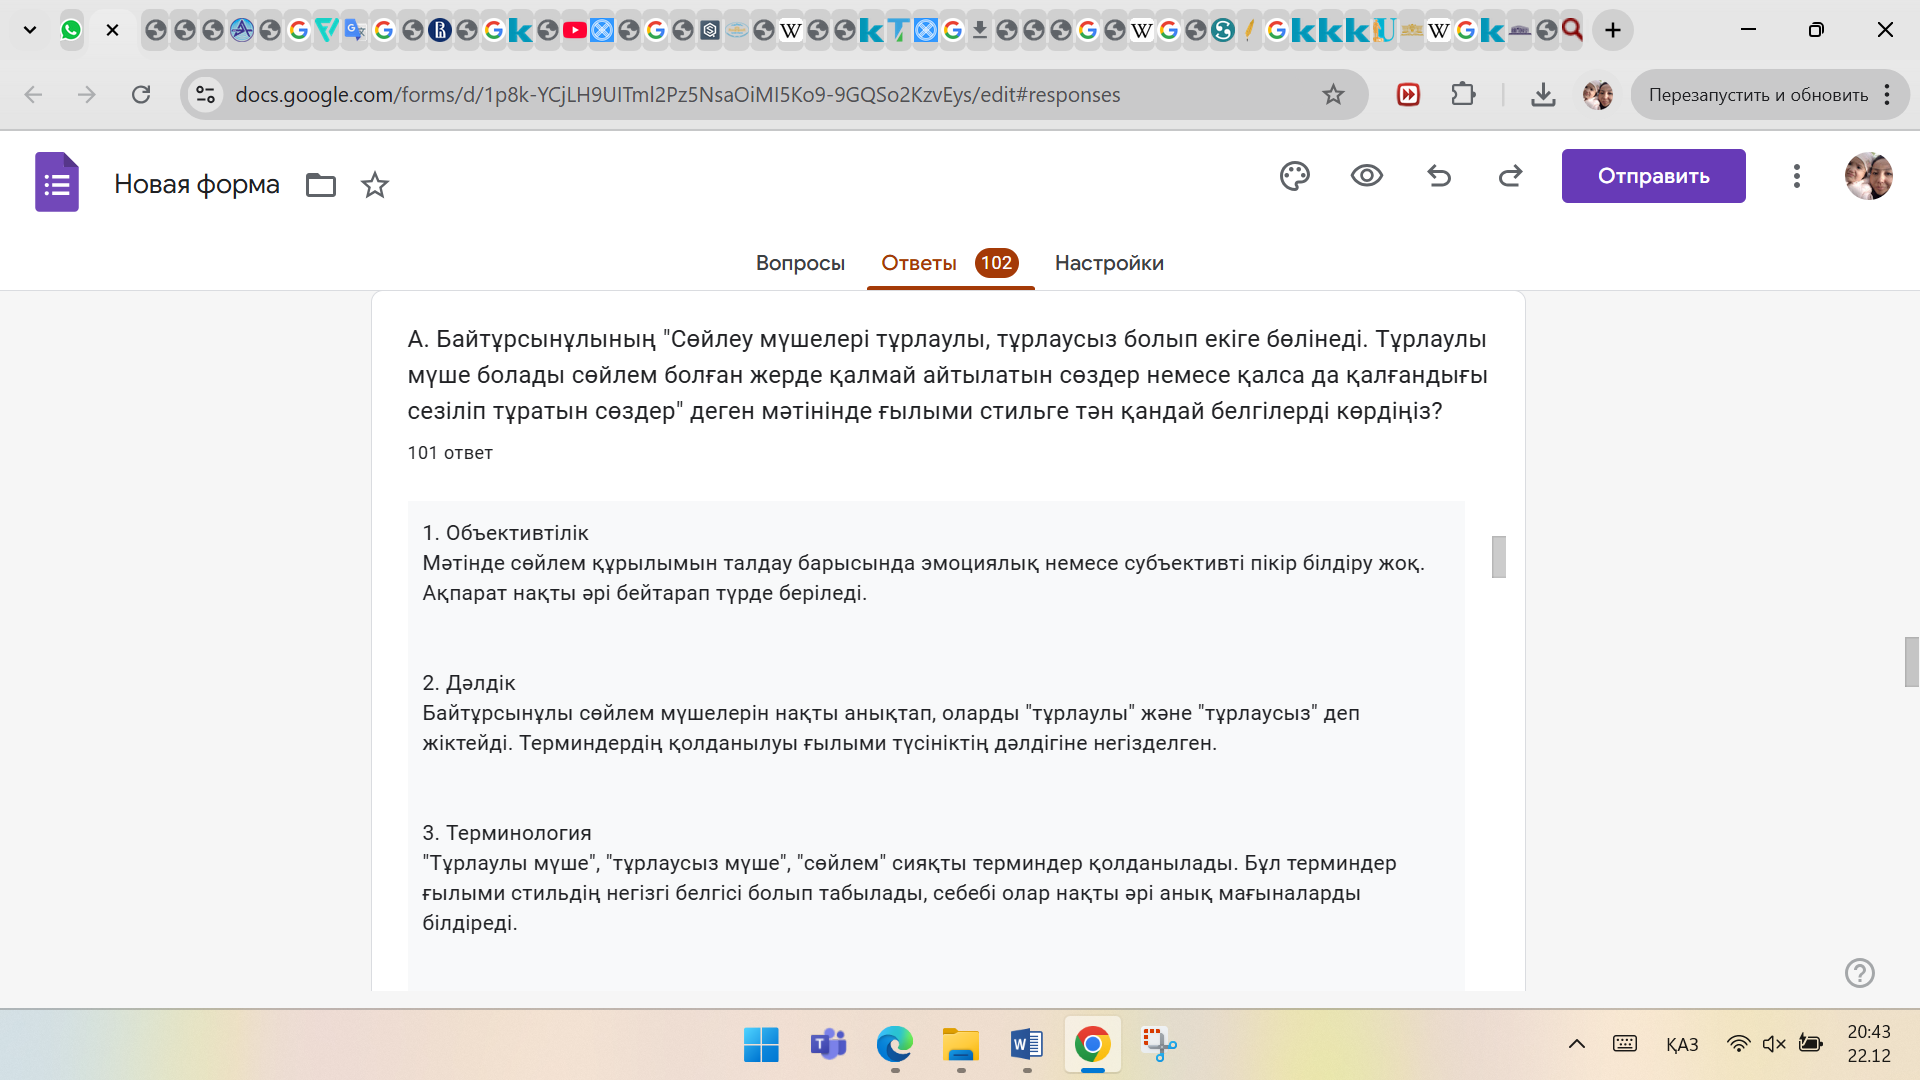 docs.google.com/forms/d/1p8k-YCjLH9UITml2Pz5NsaOiMI5Ko9-9GQSo2KzvEys/edit#responses
Перезапустить и обновить
Новая форма
Отправить
Вопросы
Ответы 102
Настройки
А. Байтұрсынұлының "Сөйлеу мүшелері тұрлаулы, тұрлаусыз болып екіге бөлінеді. Тұрлаулы
мүше болады сөйлем болған жерде қалмай айтылатын сөздер немесе қалса да қалғандығы
сезіліп тұратын сөздер" деген мәтінінде ғылыми стильге тән қандай белгілерді көрдіңіз?
101 ответ
1. Объективтілік
Мәтінде сөйлем құрылымын талдау барысында эмоциялық немесе субъективті пікір білдіру жоқ.
Ақпарат нақты әрі бейтарап түрде беріледі.
2. Дәлдік
Байтұрсынұлы сөйлем мүшелерін нақты анықтап, оларды "тұрлаулы" және "тұрлаусыз" деп
жіктейді. Терминдердің қолданылуы ғылыми түсініктің дәлдігіне негізделген.
3. Терминология
"Тұрлаулы мүше", "тұрлаусыз мүше", "сөйлем" сияқты терминдер қолданылады. Бұл терминдер
ғылыми стильдің негізгі белгісі болып табылады, себебі олар нақты әрі анық мағыналарды
білдіреді.
ҚАЗ
20:43
22.12